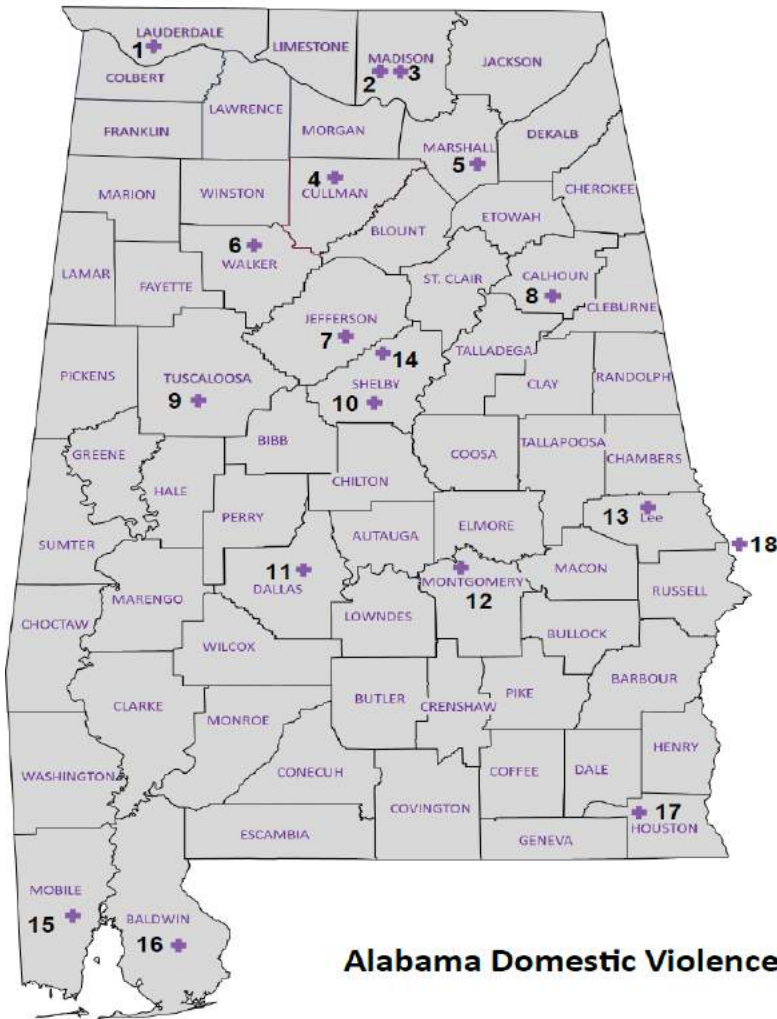 LAUDERDALE
1
LIMESTONE
MADISON
2
3
JACKSON
COLBERT
LAWRENCE
FRANKLIN
MORGAN
DEKALB
MARSHALL
5
4
CULLMAN
CHEROKEE
MARION
WINSTON
ETOWAH
BLOUNT
6
WALKER
LAMAR
FAYETTE
ST. CLAIR
CALHOUN
8
CLEBURNE
JEFFERSON
7
14
TALLADEGA
PICKENS
TUSCALOOSA
9
SHELBY
10
CLAY
RANDOLPH
BIBB
GREENE
HALE
COOSA
TALLAPOOSA
CHAMBERS
CHILTON
PERRY
13
Lee
SUMTER
AUTAUGA
ELMORE
18
11
DALLAS
MONTGOMERY
12
MACON
RUSSELL
MARENGO
CHOCTAW
LOWNDES
BULLOCK
WILCOX
BARBOUR
CLARKE
MONROE
BUTLER
CRENSHAW
PIKE
HENRY
WASHINGTON
CONECUH
COFFEE
DALE
COVINGTON
17
HOUSTON
ESCAMBIA
GENEVA
MOBILE
15
BALDWIN
16
Alabama Domestic Violence